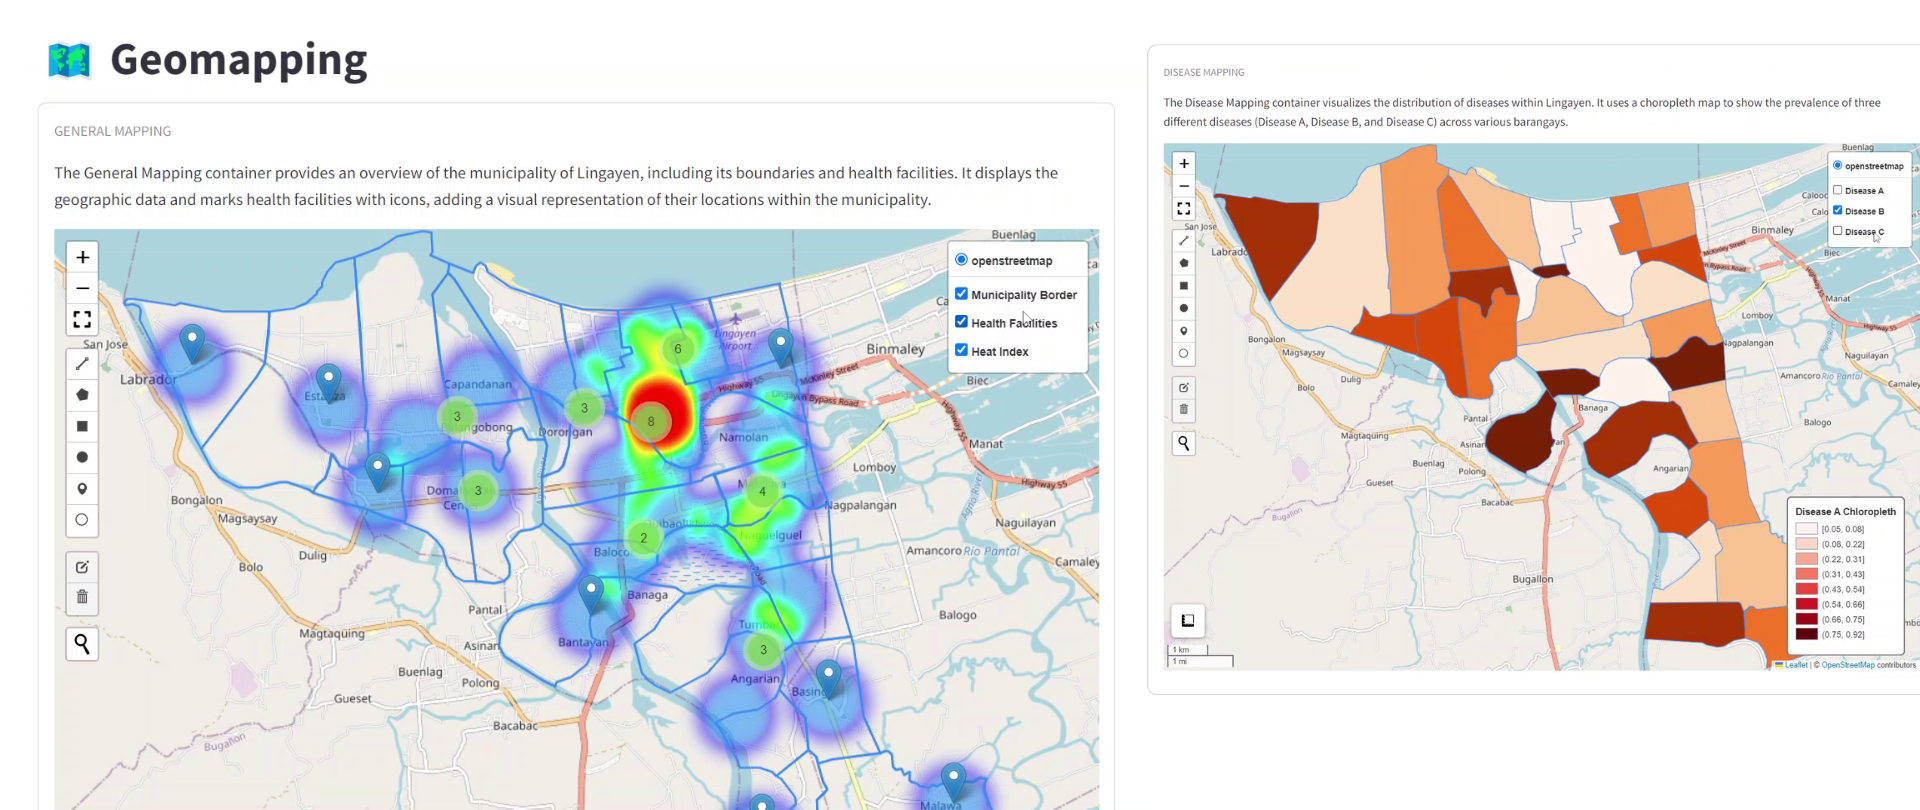 Geomapping
GENERAL MAPPING
The General Mapping container provides an overview of the municipality of Lingayen, including its boundaries and health facilities. It displays the
geographic data and marks health facilities with icons, adding a visual representation of their locations within the municipality.
+
−
Buenlag
openstreetmap
Municipality Border
Health Facilities
Heat Index
San Jose
Labrador
Capandanan
6
Lingayen
Airport
Binmaley
Biec
Highway 55
McKinley Street
Bypass Road
Highway 55
3
3
8
Dorongan
Namolan
Manat
Lomboy
Highway 55
Bongalon
Magsaysay
3
4
Nagpalangan
Naguilayan
Dulig
Bolo
2
Naguelguel
Amancoro
Rio Pantal
Camaley
Banaga
Pantal
Balogo
Magtaquing
Asinan
Bantayan
3
Angarian
Basing
Buenlag
Polong
Gueset
Bacabac
Bugallon
Malawa
DISEASE MAPPING
The Disease Mapping container visualizes the distribution of diseases within Lingayen. It uses a choropleth map to show the prevalence of three
different diseases (Disease A, Disease B, and Disease C) across various barangays.
+
−
Buenlag
openstreetmap
Disease A
Disease B
Disease C
San Jose
Labrador
Binmaley
Biec
McKinley Street
Bypass Road
Manat
Highway 55
Bongalon
Magsaysay
Nagpalangan
Naguilayan
Dulig
Bolo
Amancoro
Rio Pantal
Camaley
Pantal
Banaga
Balogo
Magtaquing
Asinan
Buenlag
Polong
Angarian
Gueset
Bacabac
Bugallon
Bugallon
Disease A Chloropleth
[0.05, 0.08]
(0.08, 0.22]
(0.22, 0.31]
(0.31, 0.43]
(0.43, 0.54]
(0.54, 0.66]
(0.66, 0.75]
(0.75, 0.92]
1 km
1 mi
Leaflet | © OpenStreetMap contributors